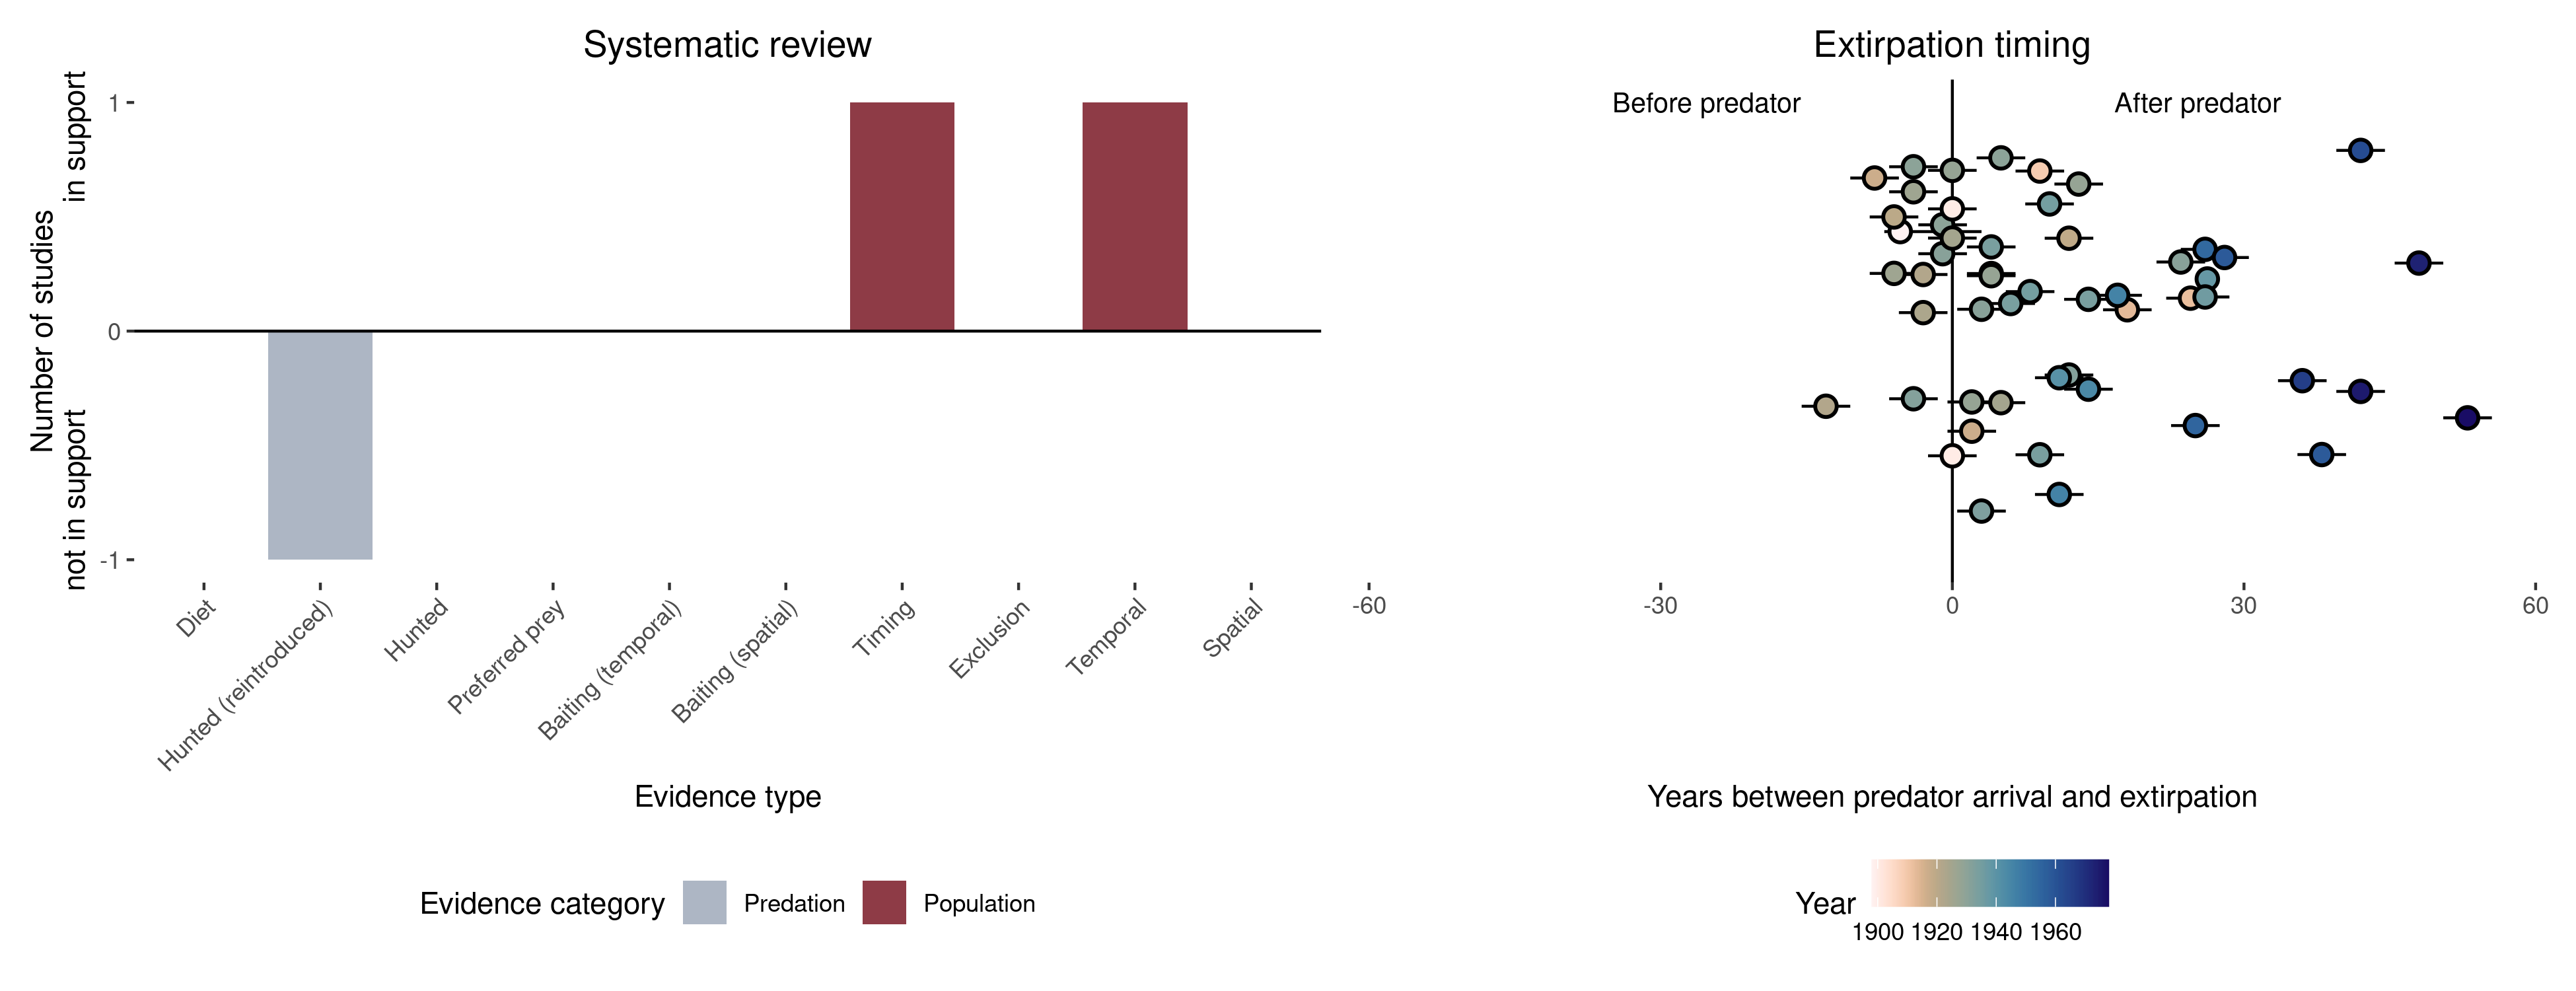 Systematic review
Number of studies
not in support
in support
1
0
-1
Diet
Hunted (reintroduced)
Hunted
Preferred prey
Baiting (temporal)
Baiting (spatial)
Timing
Exclusion
Temporal
Spatial
Evidence type
Evidence category
Predation
Population
Extirpation timing
Before predator
After predator
-60
-30
0
30
60
Years between predator arrival and extirpation
Year
1900 1920 1940 1960